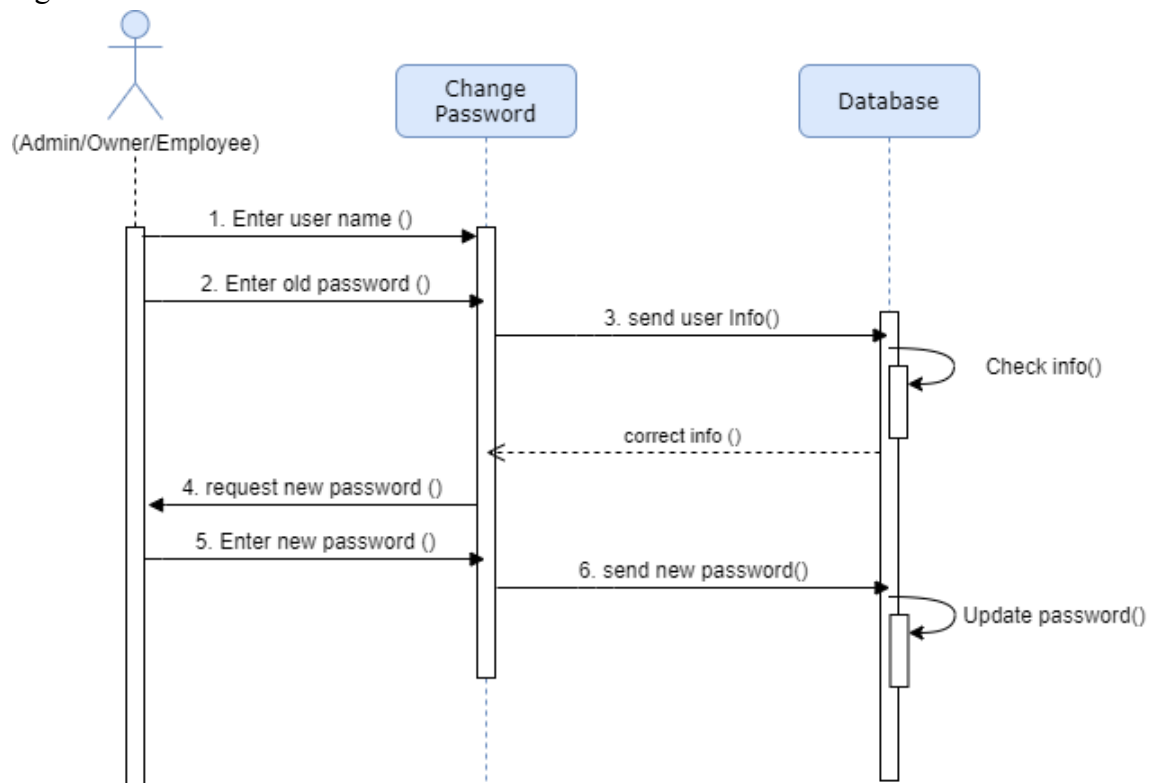 Change
Password
Database
(Admin/Owner/Employee)
1. Enter user name ()
2. Enter old password ()
3. send user Info()
Check info()
correct info ()
4. request new password ()
5. Enter new password ()
6. send new password()
Update password()